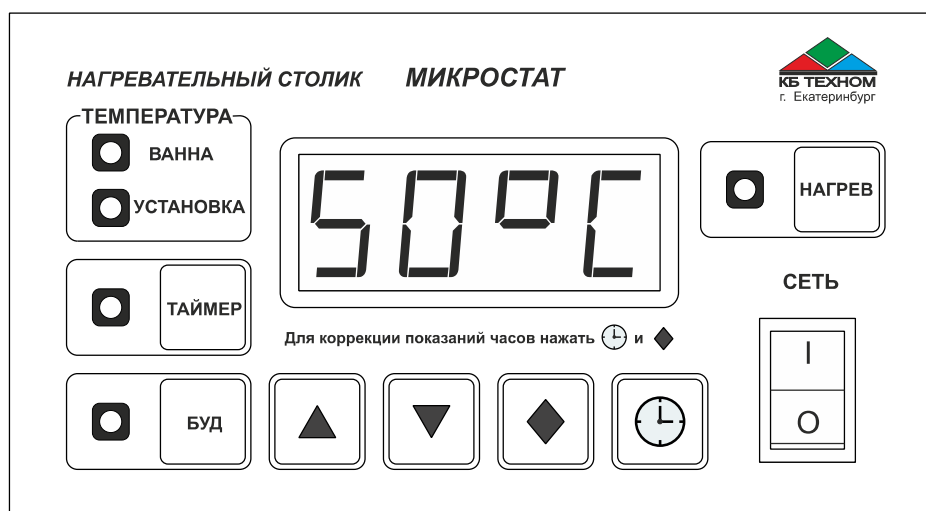 НАГРЕВАТЕЛЬНЫЙ СТОЛИК МИКРОСТАТ
КБ ТЕХНОМ
г. Екатеринбург
ТЕМПЕРАТУРА
ВАННА
УСТАНОВКА
50°C
НАГРЕВ
ТАЙМЕР
СЕТЬ
Для коррекции показаний часов нажать и
I
O
БУД